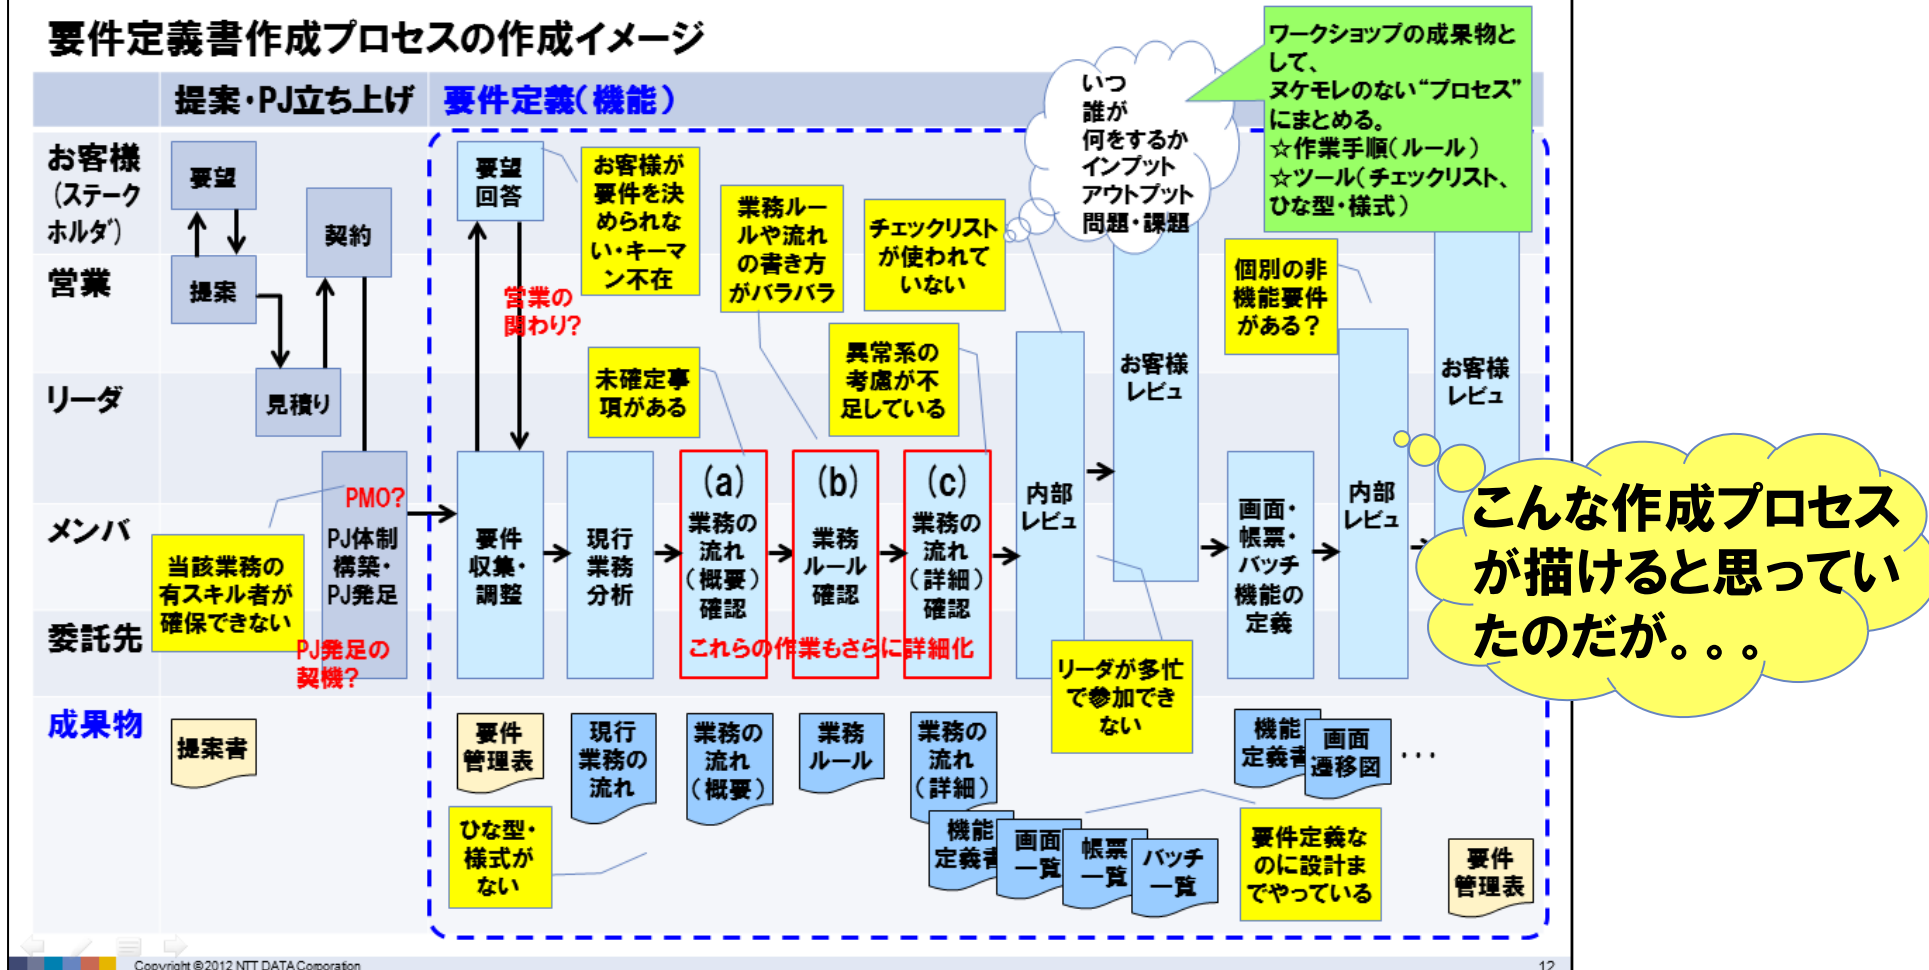 要件定義書作成プロセスの作成イメージ
提案・PJ立ち上げ
要件定義(機能)
お客様
(ステーク
ホルダ)
営業
リーダ
メンバ
委託先
成果物
要望
提案
契約
見積り
PMO?
PJ体制
構築・
PJ発足
PJ発足の
契機?
当該業務の
有スキル者が
確保できない
提案書
要望
回答
お客様が
要件を決
められな
い・キーマ
ン不在
営業の
関わり?
業務ルー
ルや流れ
の書き方
がバラバラ
チェックリスト
が使われて
いない
未確定事
項がある
異常系の
考慮が不
足している
いつ
誰が
何をするか
インプット
アウトプット
問題・課題
ワークショップの成果物と
して、
ヌケモレのない“プロセス”
にまとめる。
☆作業手順(ルール)
☆ツール(チェックリスト、
ひな型・様式)
個別の非
機能要件
がある?
要件
収集・
調整
現行
業務
分析
(a)
業務の
流れ
(概要)
確認
(b)
業務
ルール
確認
(c)
業務の
流れ
(詳細)
確認
これらの作業もさらに詳細化
内部
レビュ
お客様
レビュ
画面・
帳票・
バッチ
機能の
定義
内部
レビュ
お客様
レビュ
リーダが多忙
で参加でき
ない
こんな作成プロセス
が描けると思ってい
たのだが。。。
要件
管理表
現行
業務の
流れ
業務の
流れ
(概要)
業務
ルール
業務の
流れ
(詳細)
機能
定義書
画面
一覧
帳票
一覧
バッチ
一覧
機能
定義書
画面
遷移図
・・・
ひな型・
様式が
ない
要件定義な
のに設計ま
でやっている
要件
管理表
Copyright © 2012 NTT DATA Corporation
12